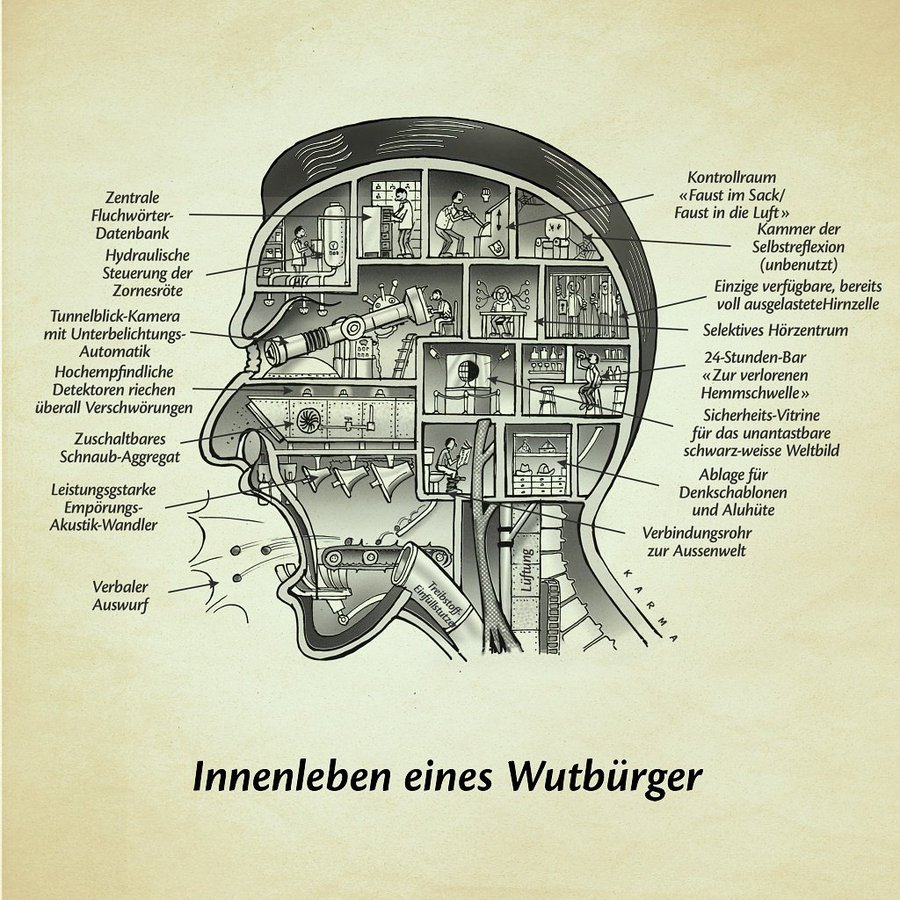 Zentrale
Fluchwörter-
Datenbank
Hydraulische
Steuerung der
Zornesröte
Tunnelblick-Kamera
mit Unterbelichtungs-
Automatik
Hochempfindliche
Detektoren riechen
überall Verschwörungen
Zuschaltbares
Schnaub-Aggregat
Leistungsgstarke
Empörungs-
Akustik-Wandler
Verbaler
Auswurf
Kontrollraum
«Faust im Sack/
Faust in die Luft»
Kammer der
Selbstreflexion
(unbenutzt)
Einzige verfügbare, bereits
voll ausgelasteteHirnzelle
Selektives Hörzentrum
24-Stunden-Bar
«Zur verlorenen
Hemmschwelle»
Sicherheits-Vitrine
für das unantastbare
schwarz-weisse Weltbild
Ablage für
Denkschablonen
und Aluhüte
Verbindungsrohr
zur Aussenwelt
Treibstoff-
Einfüllstutzen
Lüftung
KARMA
Innenleben eines Wutbürger